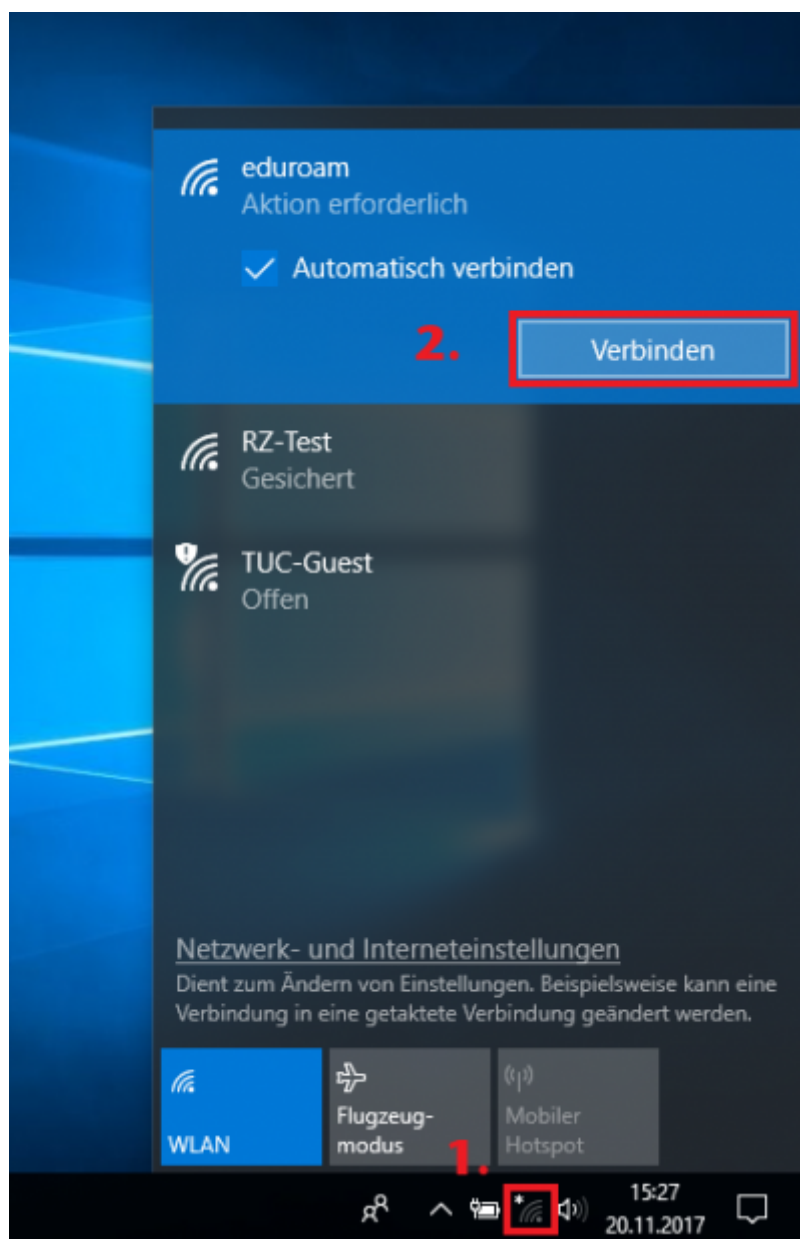 eduroam
Aktion erforderlich
Automatisch verbinden
2.
Verbinden
RZ-Test
Gesichert
TUC-Guest
Offen
Netzwerk- und Interneteinstellungen
Dient zum Ändern von Einstellungen. Beispielsweise kann eine
Verbindung in eine getaktete Verbindung geändert werden.
WLAN
Flugzeug-
modus
Mobiler
Hotspot
1.
15:27
20.11.2017